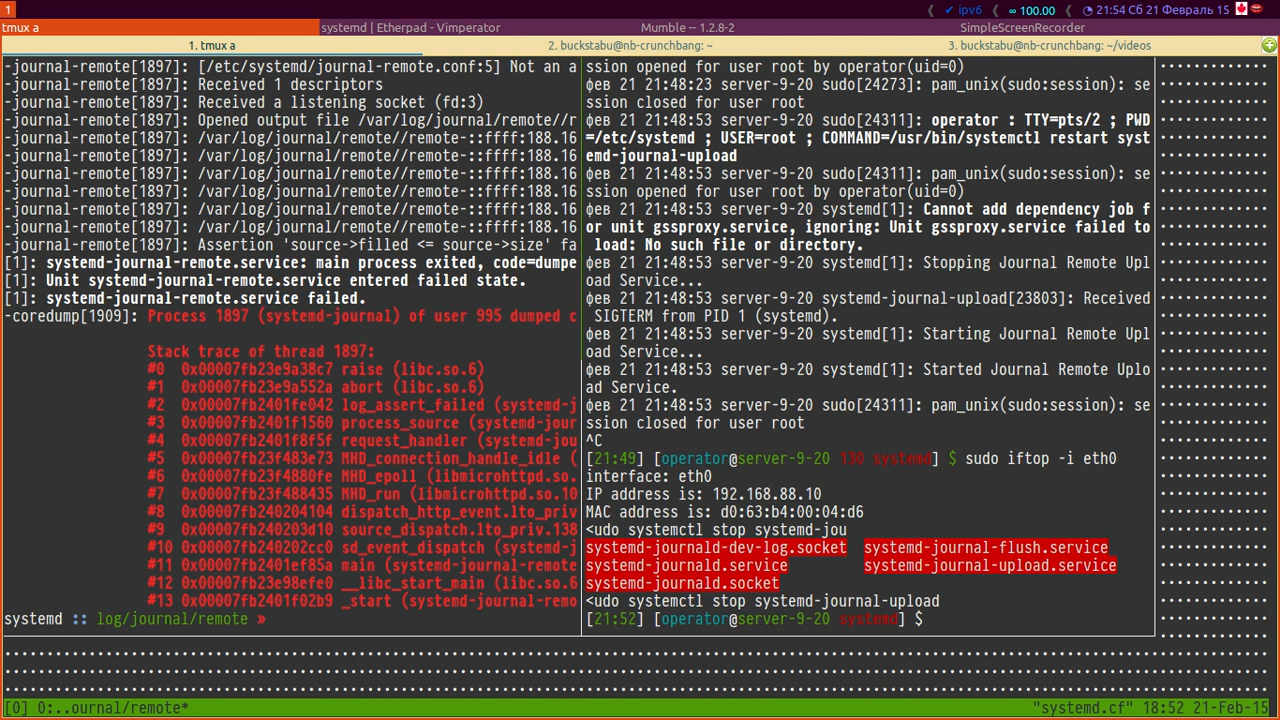 1
ipv6
∞ 100.00
21:54 Сб 21 Февраль 15
tmux a
systemd | Etherpad - Vimperator
Mumble -- 1.2.8-2
SimpleScreenRecorder
1. tmux a
2. buckstabu@nb-crunchbang: ~
3. buckstabu@nb-crunchbang: ~/videos
-journal-remote[1897]: [/etc/systemd/journal-remote.conf:5] Not an a
-journal-remote[1897]: Received 1 descriptors
-journal-remote[1897]: Received a listening socket (fd:3)
-journal-remote[1897]: Opened output file /var/log/journal/remote//r
-journal-remote[1897]: /var/log/journal/remote//remote-::ffff:188.16
-journal-remote[1897]: /var/log/journal/remote//remote-::ffff:188.16
-journal-remote[1897]: /var/log/journal/remote//remote-::ffff:188.16
-journal-remote[1897]: /var/log/journal/remote//remote-::ffff:188.16
-journal-remote[1897]: /var/log/journal/remote//remote-::ffff:188.16
-journal-remote[1897]: /var/log/journal/remote//remote-::ffff:188.16
-journal-remote[1897]: Assertion 'source->filled <= source->size' fa
[1]: systemd-journal-remote.service: main process exited, code=dumpe
[1]: Unit systemd-journal-remote.service entered failed state.
[1]: systemd-journal-remote.service failed.
-coredump[1909]: Process 1897 (systemd-journal) of user 995 dumped c
Stack trace of thread 1897:
#0  0x00007fb23e9a38c7 raise (libc.so.6)
#1  0x00007fb23e9a552a abort (libc.so.6)
#2  0x00007fb2401fe042 log_assert_failed (systemd-j
#3  0x00007fb2401f1560 process_source (systemd-jour
#4  0x00007fb2401f8f5f request_handler (systemd-jou
#5  0x00007fb23f483e73 MHD_connection_handle_idle (
#6  0x00007fb23f4880fe MHD_epoll (libmicrohttpd.so.
#7  0x00007fb23f488435 MHD_run (libmicrohttpd.so.10
#8  0x00007fb240204104 dispatch_http_event.lto_priv
#9  0x00007fb240203d10 source_dispatch.lto_priv.138
#10 0x00007fb240202cc0 sd_event_dispatch (systemd-j
#11 0x00007fb2401ef85a main (systemd-journal-remote
#12 0x00007fb23e98efe0 __libc_start_main (libc.so.6
#13 0x00007fb2401f02b9 _start (systemd-journal-remo
systemd :: log/journal/remote »
ssion opened for user root by operator(uid=0)
фев 21 21:48:23 server-9-20 sudo[24273]: pam_unix(sudo:session): se
ssion closed for user root
фев 21 21:48:53 server-9-20 sudo[24311]: operator : TTY=pts/2 ; PWD
=/etc/systemd ; USER=root ; COMMAND=/usr/bin/systemctl restart syst
emd-journal-upload
фев 21 21:48:53 server-9-20 sudo[24311]: pam_unix(sudo:session): se
ssion opened for user root by operator(uid=0)
фев 21 21:48:53 server-9-20 systemd[1]: Cannot add dependency job f
or unit gssproxy.service, ignoring: Unit gssproxy.service failed to
 load: No such file or directory.
фев 21 21:48:53 server-9-20 systemd[1]: Stopping Journal Remote Upl
oad Service...
фев 21 21:48:53 server-9-20 systemd-journal-upload[23803]: Received
 SIGTERM from PID 1 (systemd).
фев 21 21:48:53 server-9-20 systemd[1]: Starting Journal Remote Upl
oad Service...
фев 21 21:48:53 server-9-20 systemd[1]: Started Journal Remote Uplo
ad Service.
фев 21 21:48:53 server-9-20 sudo[24311]: pam_unix(sudo:session): se
ssion closed for user root
^C
[21:49] [operator@server-9-20 130 systemd] $ sudo iftop -i eth0
interface: eth0
IP address is: 192.168.88.10
MAC address is: d0:63:b4:00:04:d6
<udo systemctl stop systemd-jou
systemd-journald-dev-log.socket  systemd-journal-flush.service
systemd-journald.service         systemd-journal-upload.service
systemd-journald.socket
<udo systemctl stop systemd-journal-upload
[21:52] [operator@server-9-20 systemd] $
[0] 0:..ournal/remote*
"systemd.cf" 18:52 21-Feb-15